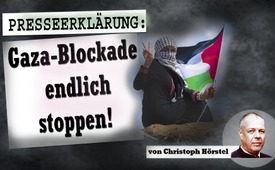 PRESSEERKLÄRUNG:
Gaza-Blockade
endlich
stoppen!
von Christoph Hörstel